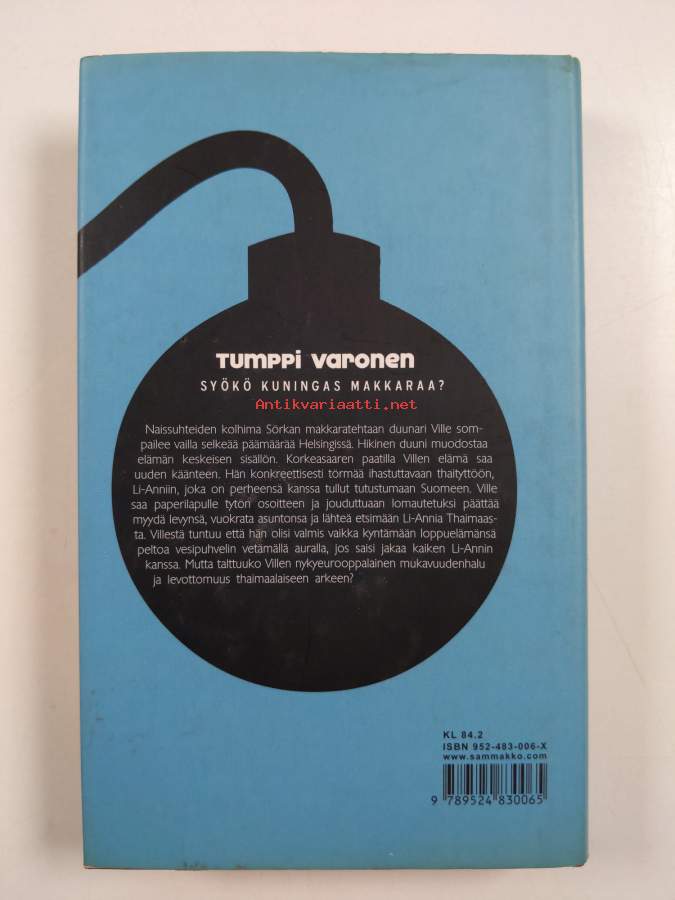 Tumppi Varonen
SYÖKÖ KUNINGAS MAKKARAA?
Antikvariaatti.net
Naissuhteiden kolhima Sörkan makkaratehtaan duunari Ville som-
pailee vailla selkeää päämäärää Helsingissä. Hikinen duuni muodostaa
elämän keskeisen sisällön. Korkeasaaren paatilla Villen elämä saa
uuden käänteen. Hän konkreettisesti törmää ihastuttavaan thaityttöön,
Li-Anniin, joka on perheensä kanssa tullut tutustumaan Suomeen. Ville
saa paperilapulle tytön osoitteen ja jouduttuaan lomautetuksi päättää
myydä levynsä, vuokrata asuntonsa ja lähteä etsimään Li-Annia Thaimaas-
ta. Villestä tuntuu että hän olisi valmis vaikka kyntämään loppuelämänsä
peltoa vesipuhvelin vetämällä auralla, jos saisi jakaa kaiken Li-Annin
kanssa. Mutta talttuuko Villen nykyeurooppalainen mukavuudenhalu
ja levottomuus thaimaalaiseen arkeen?
KL 84.2
ISBN 952-483-006-X
www.sammakko.com
9 789524 830065